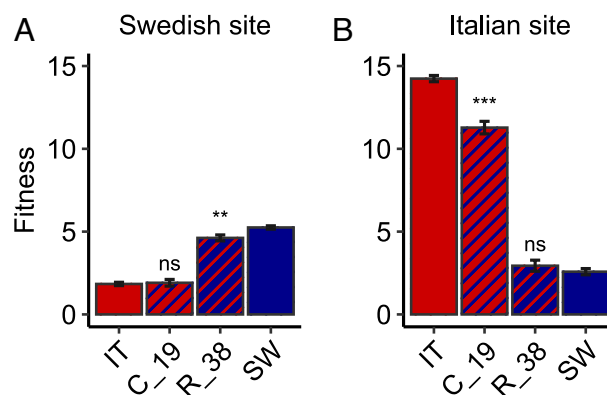 A
Swedish site
B
Italian site
Fitness
15
10
5
0
ns
**
IT
C_19
R_38
SW
15
10
5
0
***
ns
IT
C_19
R_38
SW